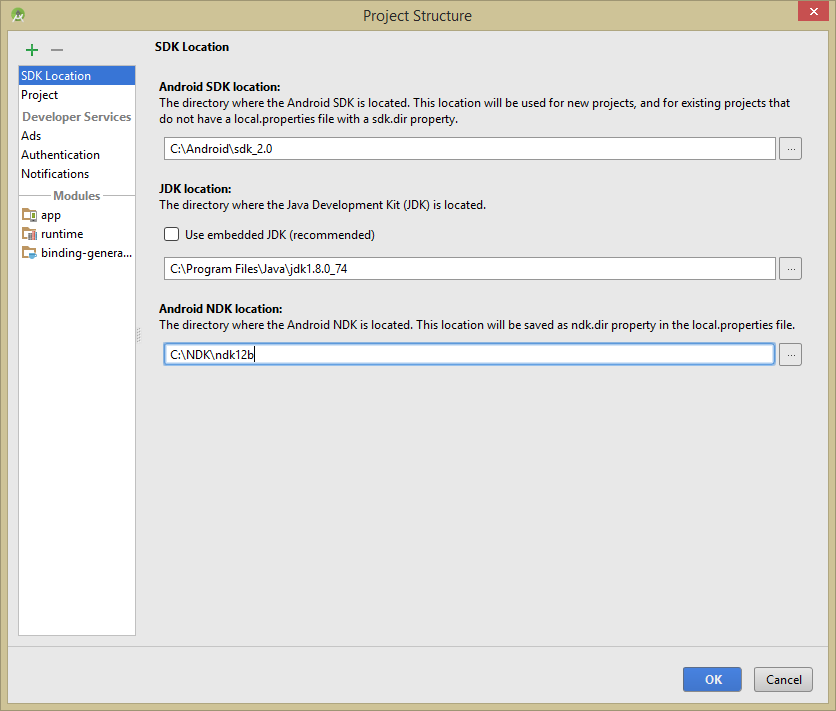 Project Structure
SDK Location
Project
Developer Services
Ads
Authentication
Notifications
Modules
app
runtime
binding-genera...
SDK Location
Android SDK location:
The directory where the Android SDK is located. This location will be used for new projects, and for existing projects that
do not have a local.properties file with a sdk.dir property.
C:\Android\sdk_2.0
...
JDK location:
The directory where the Java Development Kit (JDK) is located.
Use embedded JDK (recommended)
C:\Program Files\Java\jdk1.8.0_74
...
Android NDK location:
The directory where the Android NDK is located. This location will be saved as ndk.dir property in the local.properties file.
C:\NDK\ndk12b
...
OK
Cancel